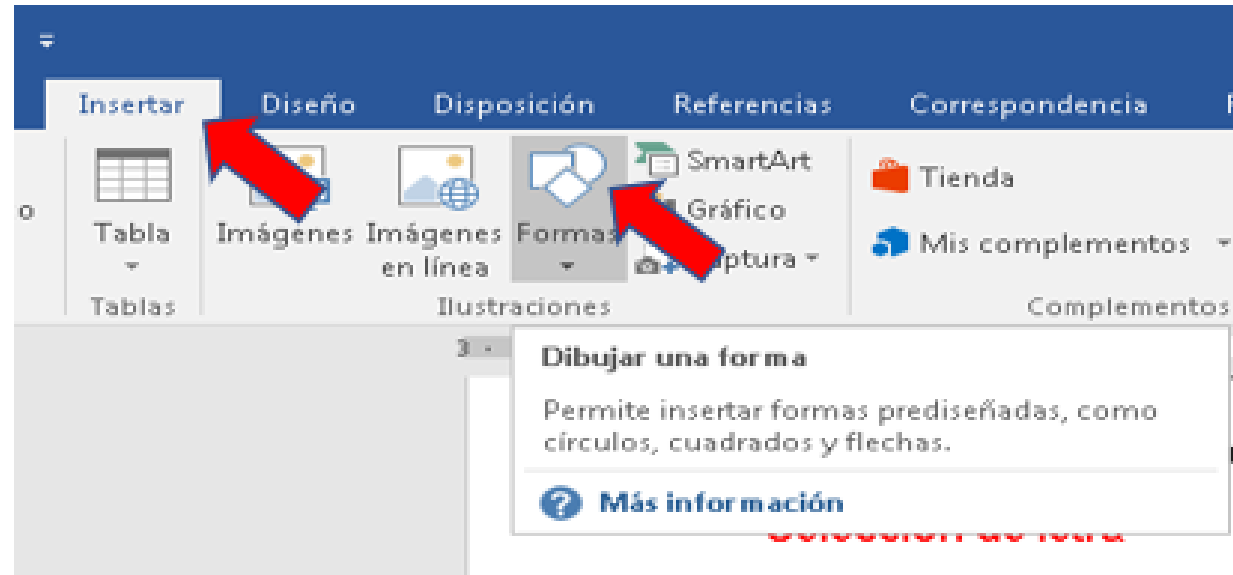 Insertar Diseño Disposición Referencias Correspondencia
Tabla Imágenes Imágenes en línea Formas
SmartArt
Gráfico
Tienda
Mis complementos
Tablas Ilustraciones Complementos
3
Dibujar una forma
Permite insertar formas prediseñadas, como
círculos, cuadrados y flechas.
Más información